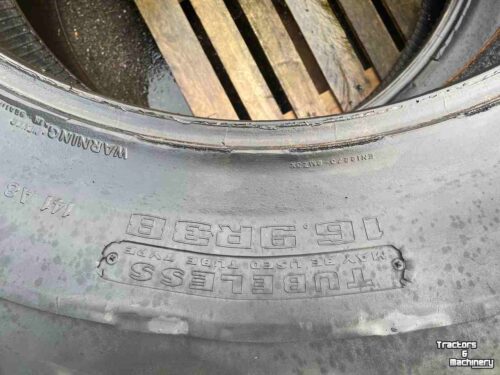 16.9R38
TUBELESS
MAY BE USED TUBE TYPE
141 A8
WARNING
Tractors
& Machinery